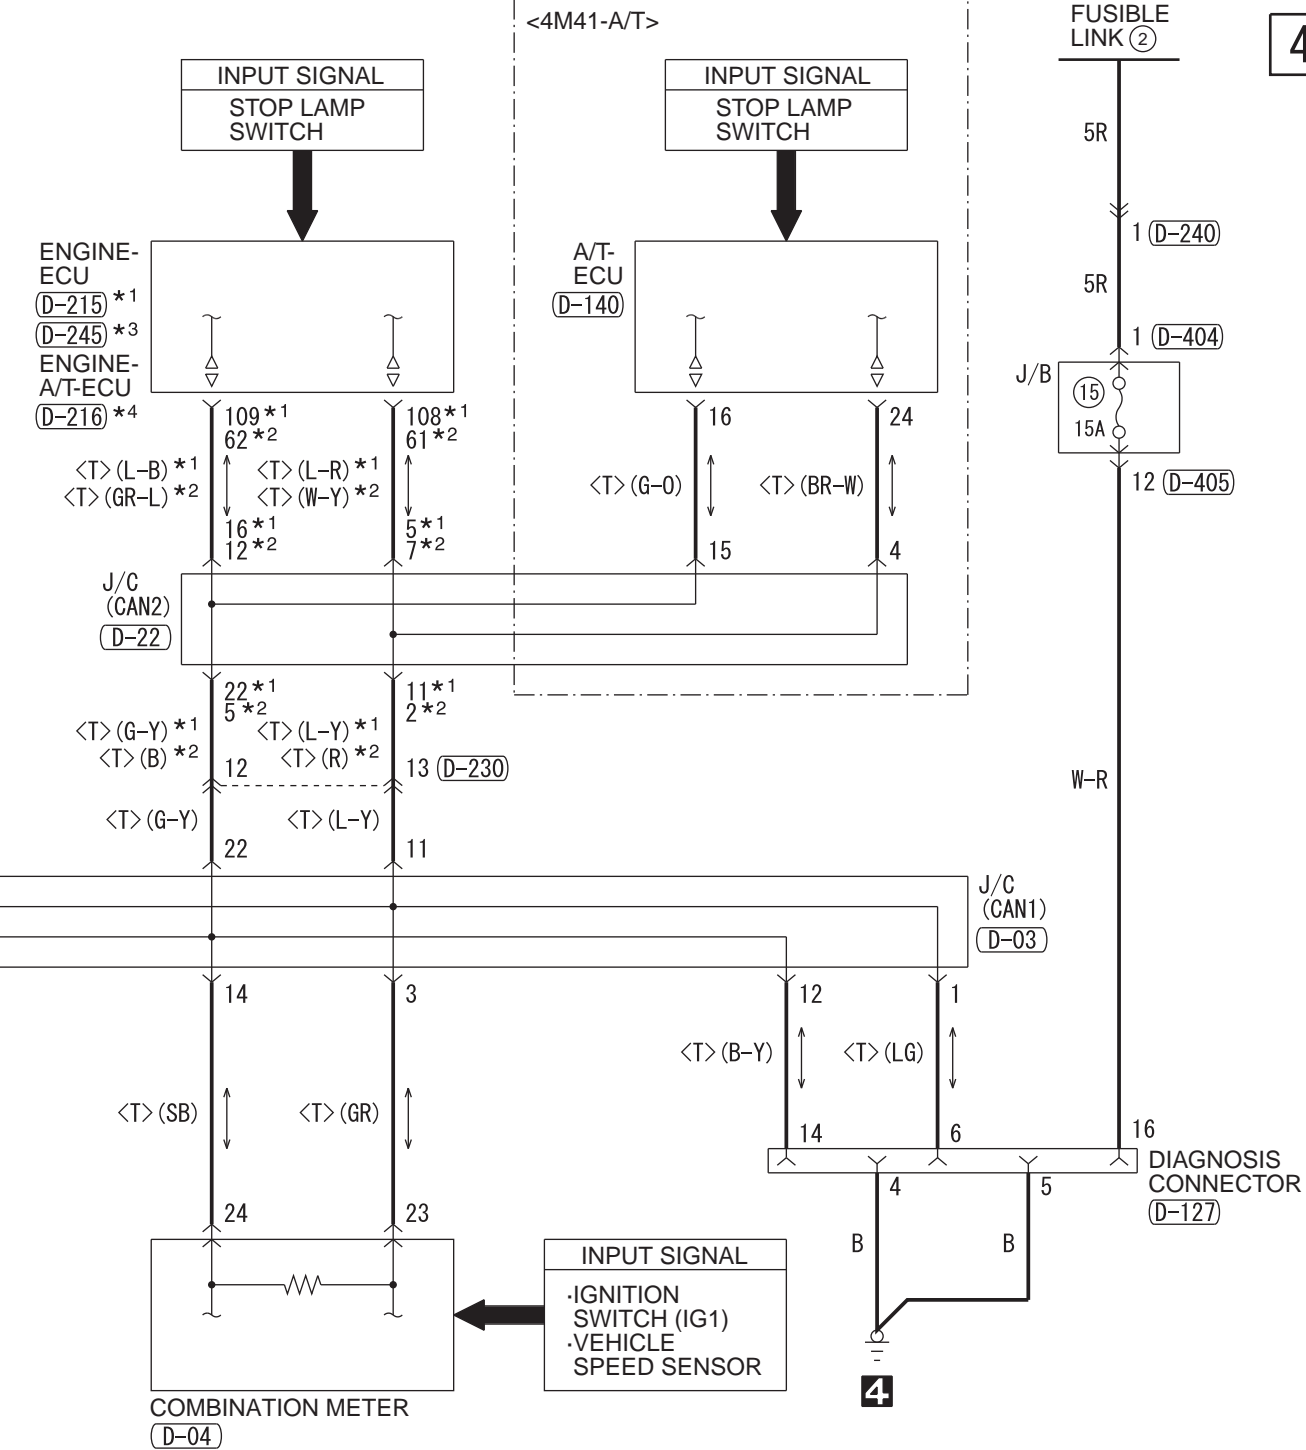 <4M41-A/T>
FUSIBLE
LINK ②
4
INPUT SIGNAL
STOP LAMP
SWITCH
INPUT SIGNAL
STOP LAMP
SWITCH
5R
1 D-240
5R
1 D-404
ENGINE-
ECU
D-215 *1
D-245 *3
ENGINE-
A/T-ECU
D-216 *4
A/T-
ECU
D-140
J/B
⑮
15A
12 D-405
109*1
62*2
108*1
61*2
16
24
<T>(L-B)*1
<T>(GR-L)*2
<T>(L-R)*1
<T>(W-Y)*2
<T>(G-O)
<T>(BR-W)
16*1
12*2
5*1
7*2
15
4
J/C
(CAN2)
D-22
22*1
5*2
11*1
2*2
<T>(G-Y)*1
<T>(B)*2
<T>(L-Y)*1
<T>(R)*2
12
13 D-230
W-R
<T>(G-Y)
<T>(L-Y)
22
11
J/C
(CAN1)
D-03
14
3
12
1
<T>(B-Y)
<T>(LG)
<T>(SB)
<T>(GR)
14
6
16
DIAGNOSIS
CONNECTOR
D-127
4
5
24
23
B
B
INPUT SIGNAL
·IGNITION
SWITCH (IG1)
·VEHICLE
SPEED SENSOR
4
COMBINATION METER
D-04